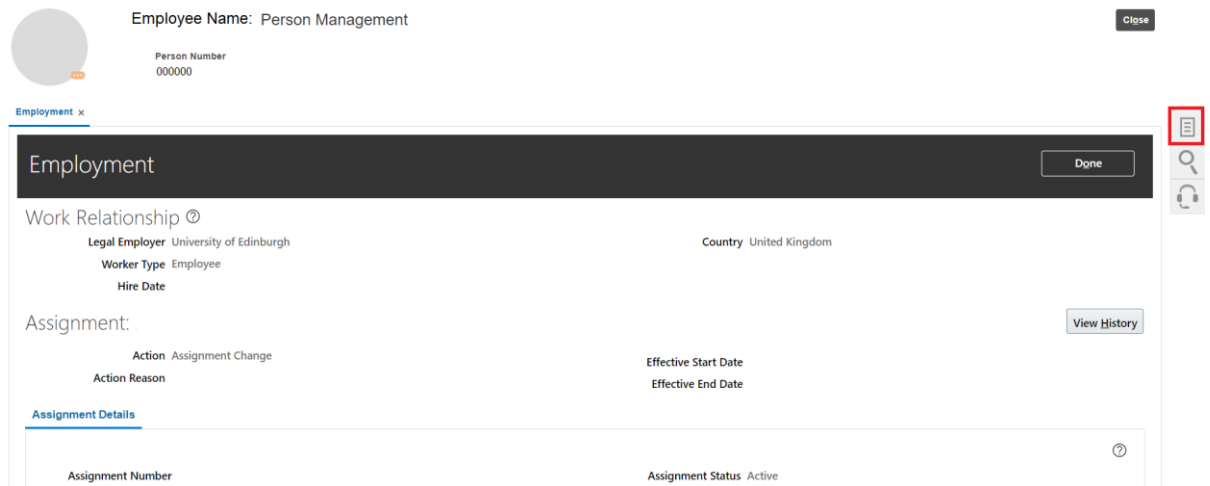 Employee Name: Person Management
Close
Person Number
000000
Employment x
Employment
Done
Work Relationship
Legal Employer University of Edinburgh
Country United Kingdom
Worker Type Employee
Hire Date
Assignment:
View History
Action Assignment Change
Effective Start Date
Action Reason
Effective End Date
Assignment Details
Assignment Number
Assignment Status Active